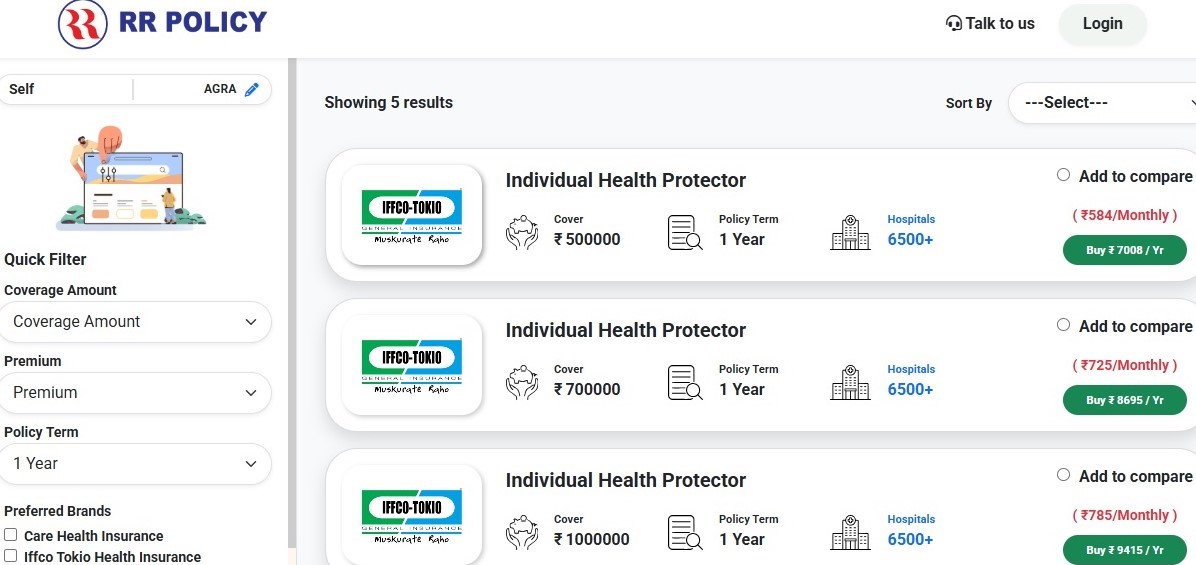 RR POLICY
Talk to us
Login
Self
AGRA
Quick Filter
Coverage Amount
Coverage Amount
Premium
Premium
Policy Term
1 Year
Preferred Brands
Care Health Insurance
Iffco Tokio Health Insurance
Showing 5 results
Sort By
---Select---
IFFCO-TOKIO
GENERAL INSURANCE
Muskurate Raho
Individual Health Protector
Cover
₹ 500000
Policy Term
1 Year
Hospitals
6500+
Add to compare
( ₹584/Monthly )
Buy ₹ 7008 / Yr
IFFCO-TOKIO
GENERAL INSURANCE
Muskurate Raho
Individual Health Protector
Cover
₹ 700000
Policy Term
1 Year
Hospitals
6500+
Add to compare
( ₹725/Monthly )
Buy ₹ 8695 / Yr
IFFCO-TOKIO
GENERAL INSURANCE
Muskurate Raho
Individual Health Protector
Cover
₹ 1000000
Policy Term
1 Year
Hospitals
6500+
Add to compare
( ₹785/Monthly )
Buy ₹ 9415 / Yr